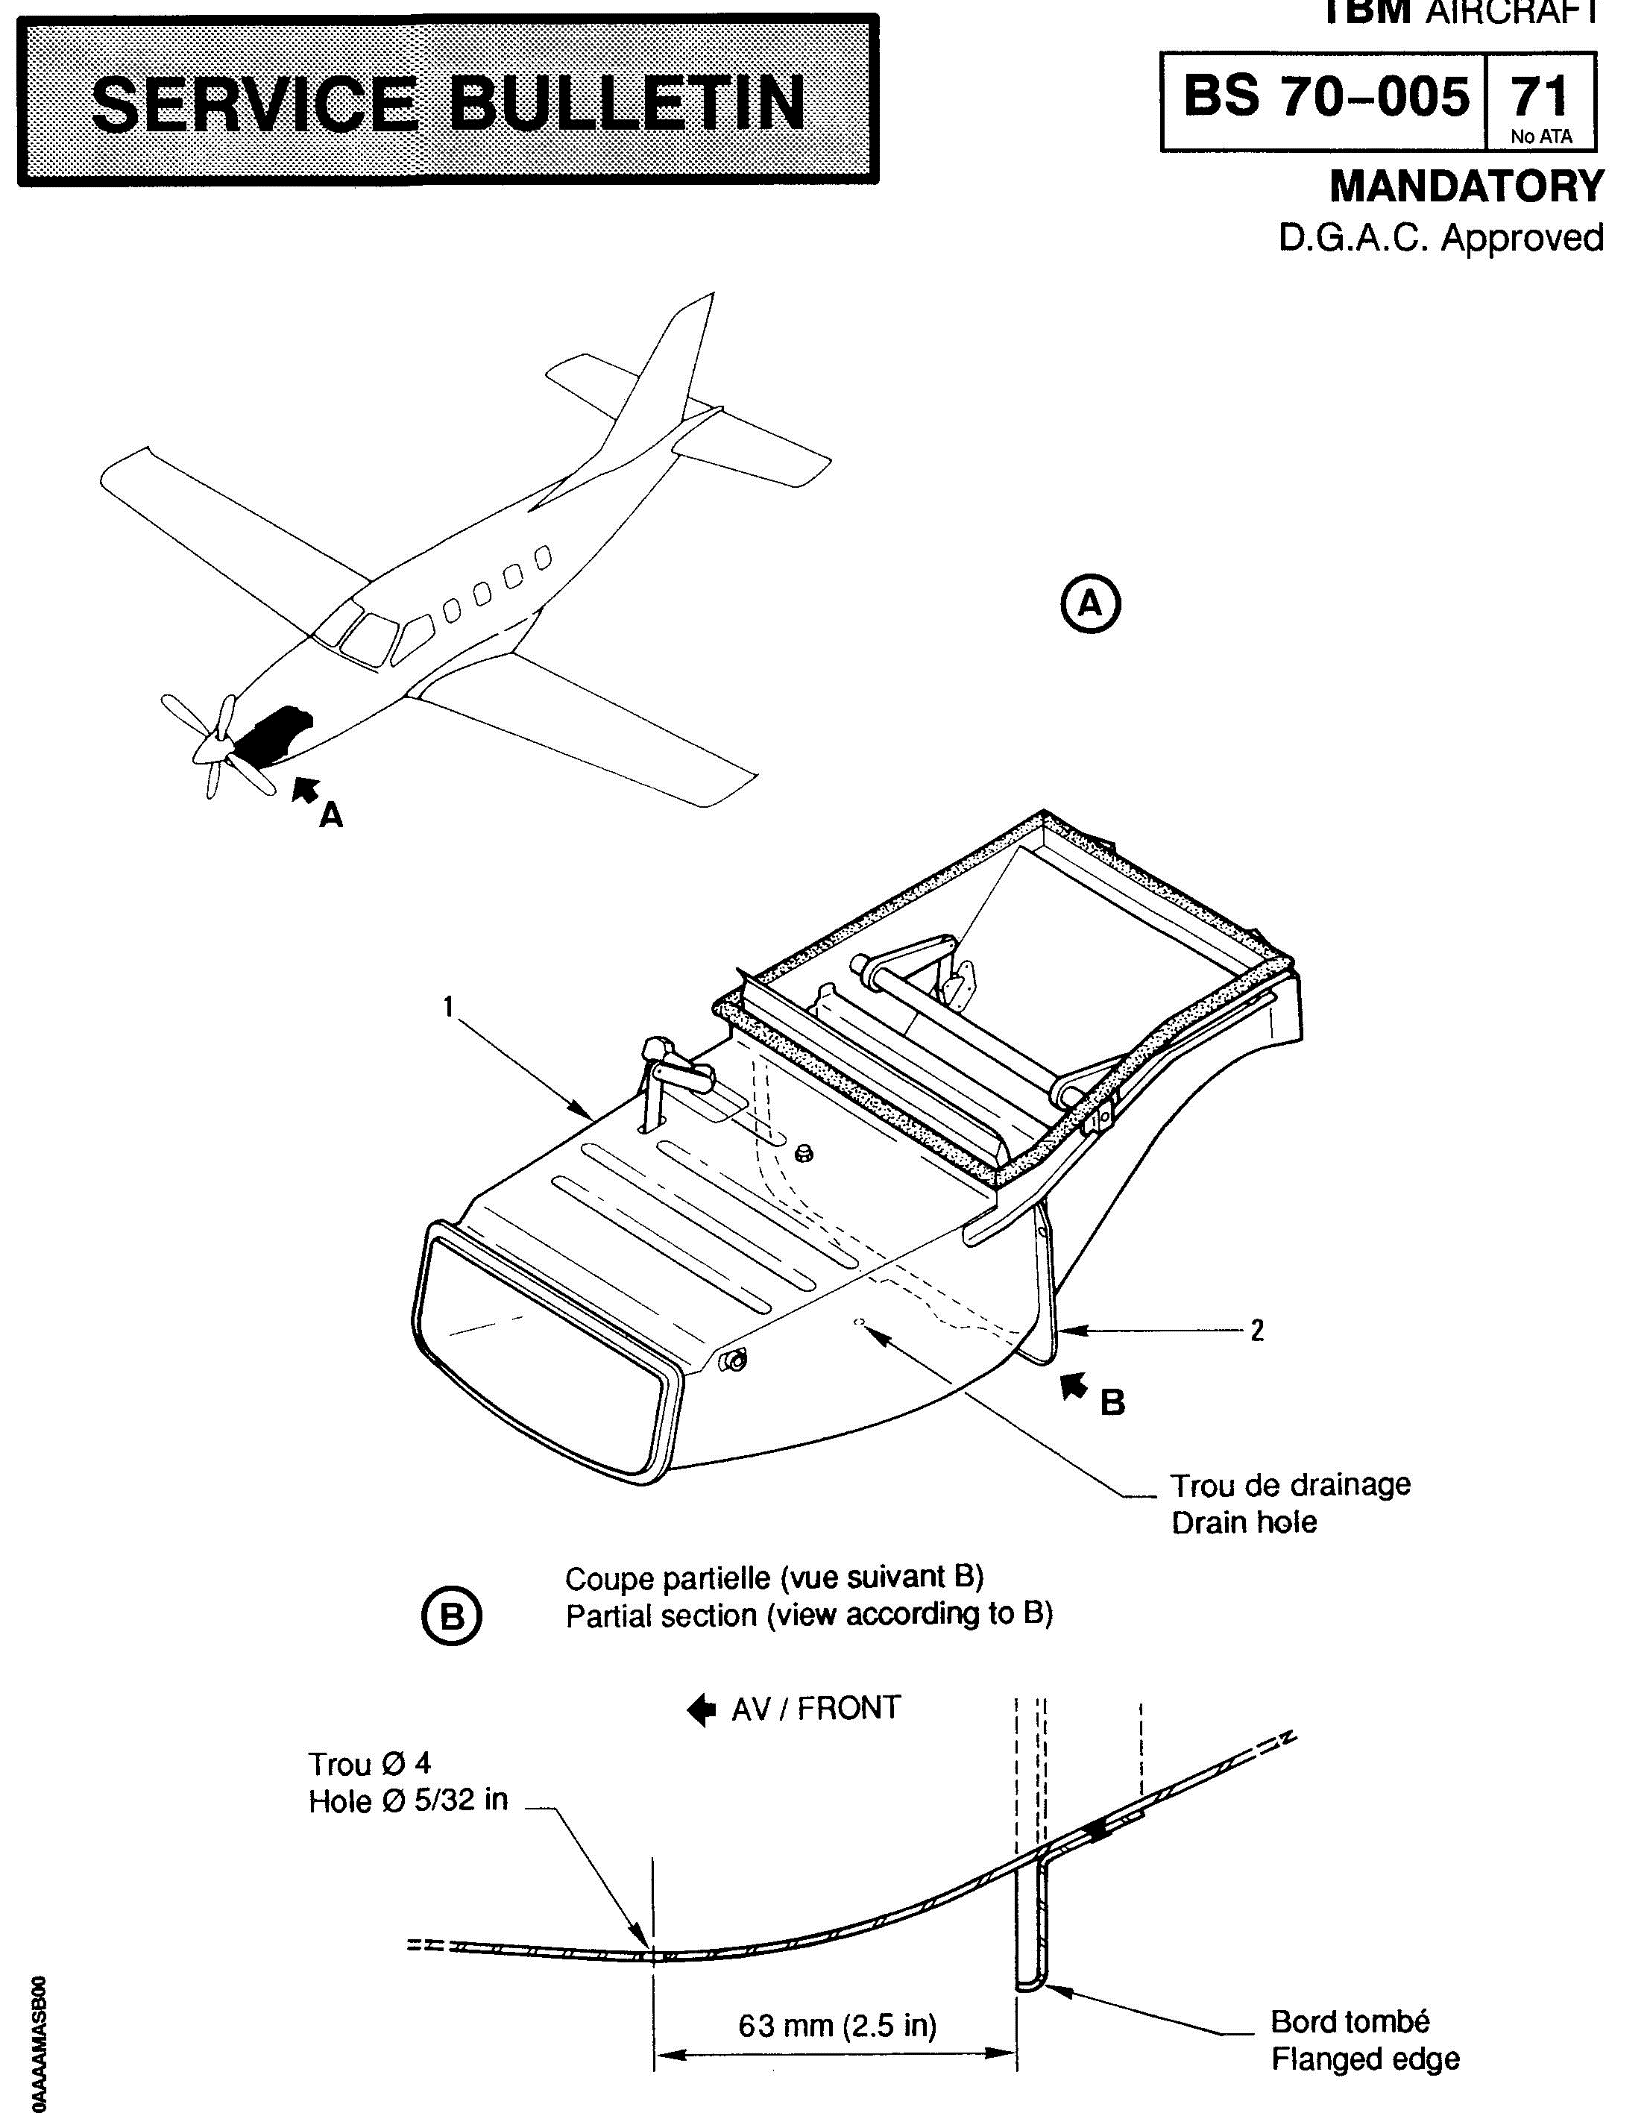 TBM AIRCRAFT
SERVICE BULLETIN
BS 70-005 71
No ATA
MANDATORY
D.G.A.C. Approved
A
A
1
2
B
Trou de drainage
Drain hole
B
Coupe partielle (vue suivant B)
Partial section (view according to B)
AV / FRONT
Trou Ø 4
Hole Ø 5/32 in
63 mm (2.5 in)
Bord tombé
Flanged edge
0AAAAMASB00